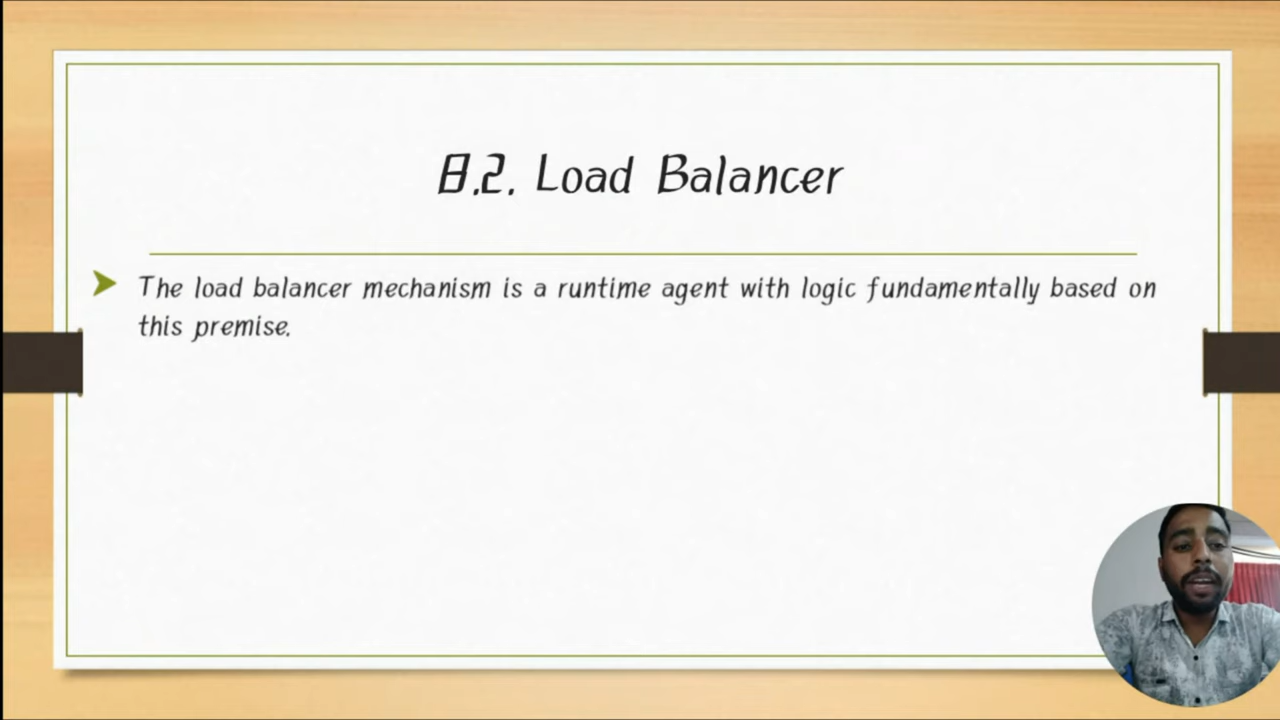 8.2. Load Balancer
The load balancer mechanism is a runtime agent with logic fundamentally based on
this premise.